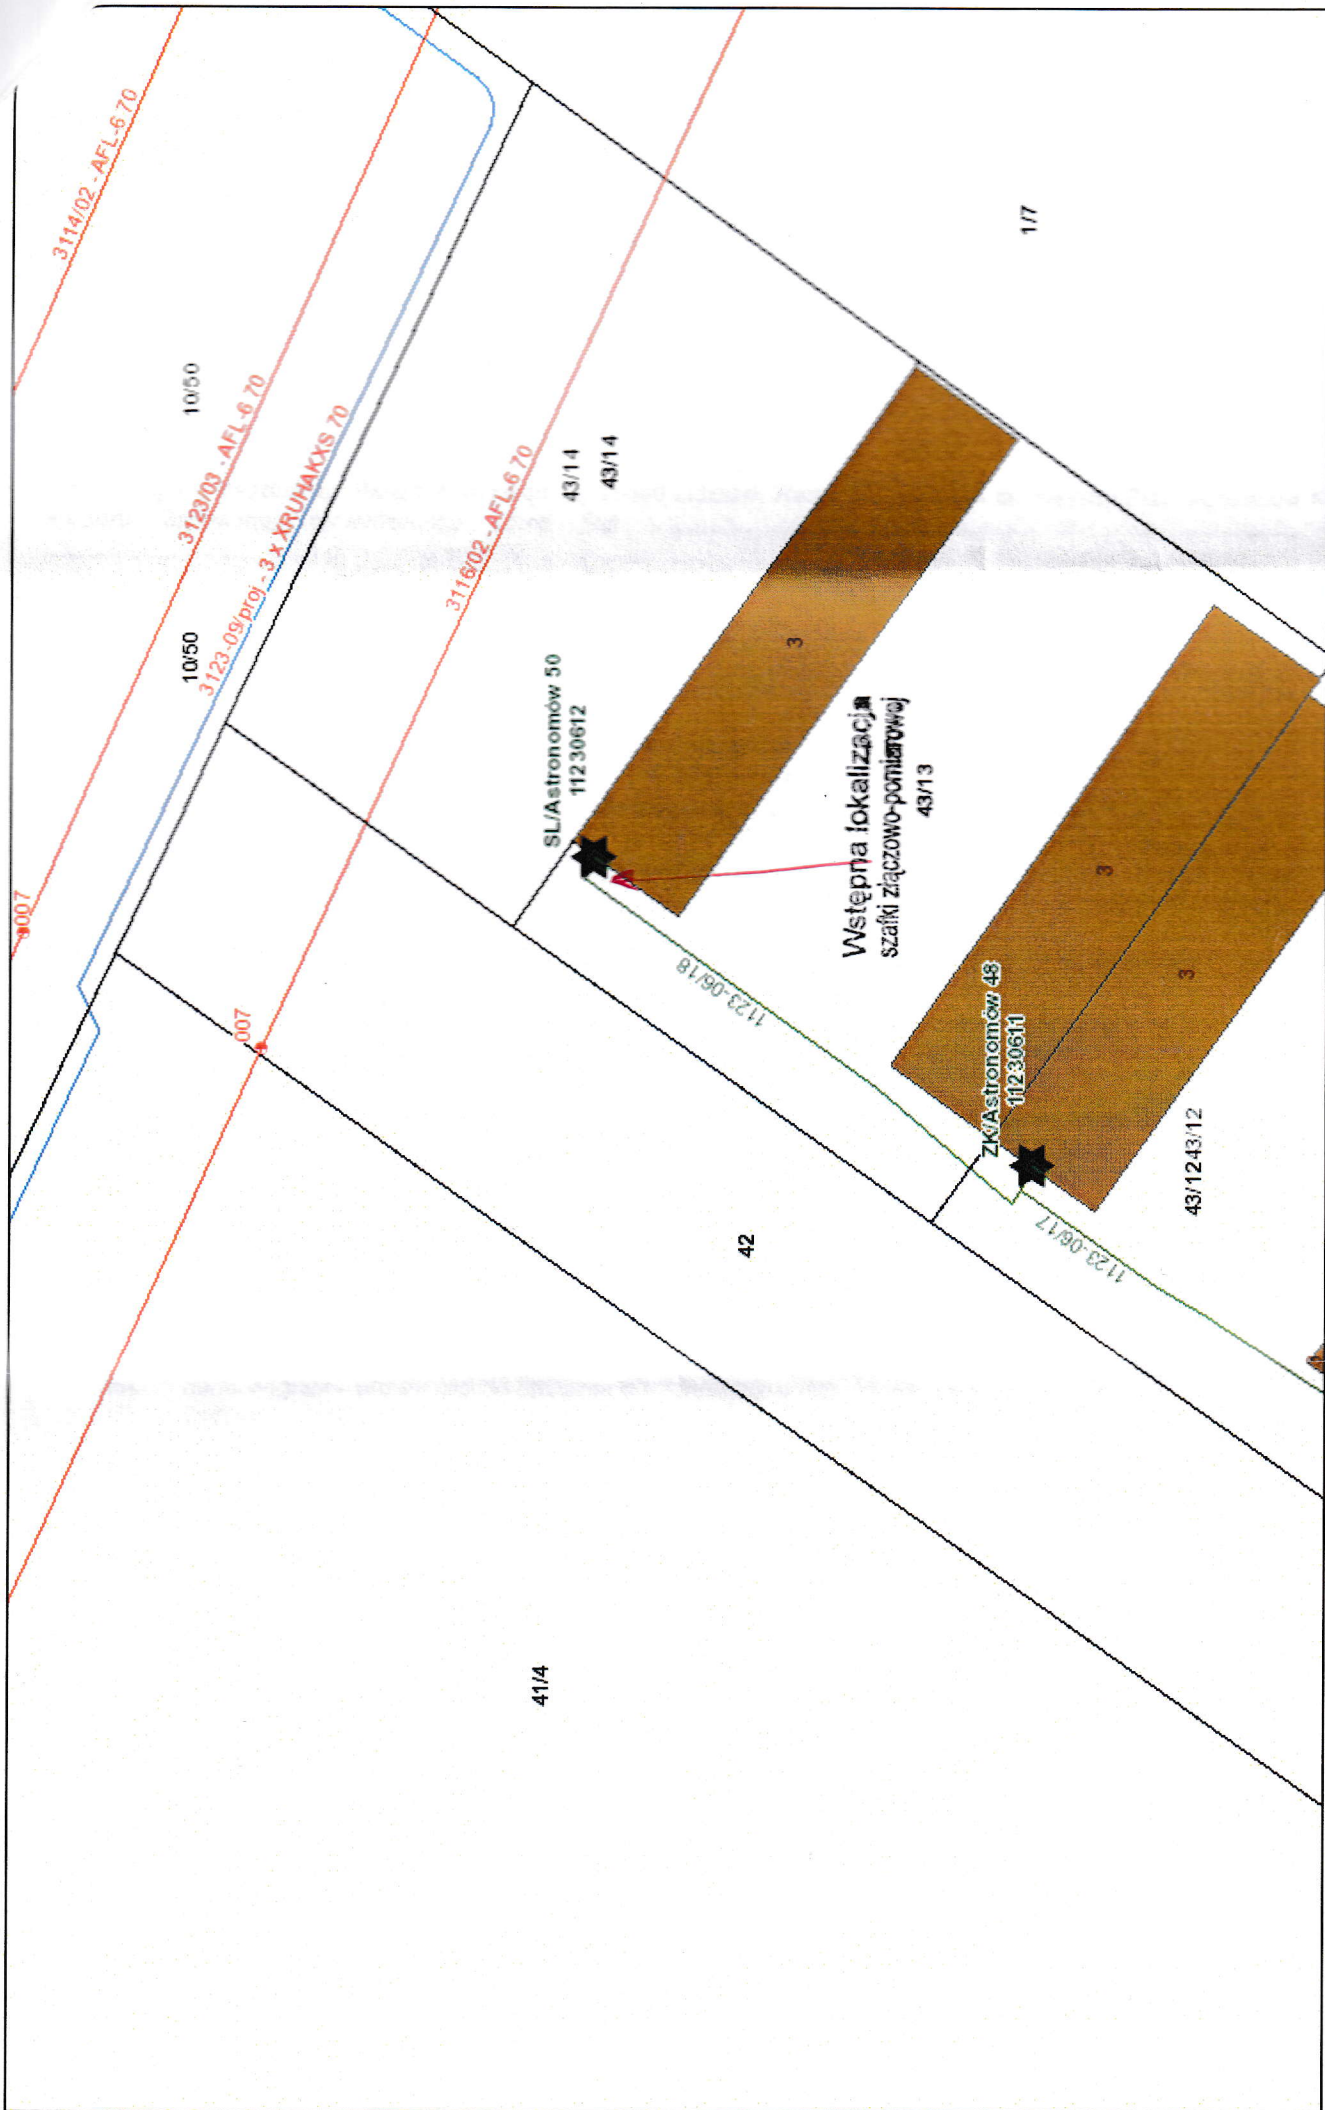 3114/02 - AFL-6 70
10/50
3123/03 - AFL-6 70
10/50
3123-09/proj - 3 x XRUHAKXS 70
3116/02 - AFL-6 70
43/14
43/14
1/7
007
007
SL/Astronomów 50
11230612
3
Wstępna lokalizacja
szafki złączowo-pomiarowej
43/13
1123-06/18
3
3
ZK/Astronomów 48
11230611
43/1243/12
1123-06/17
42
41/4